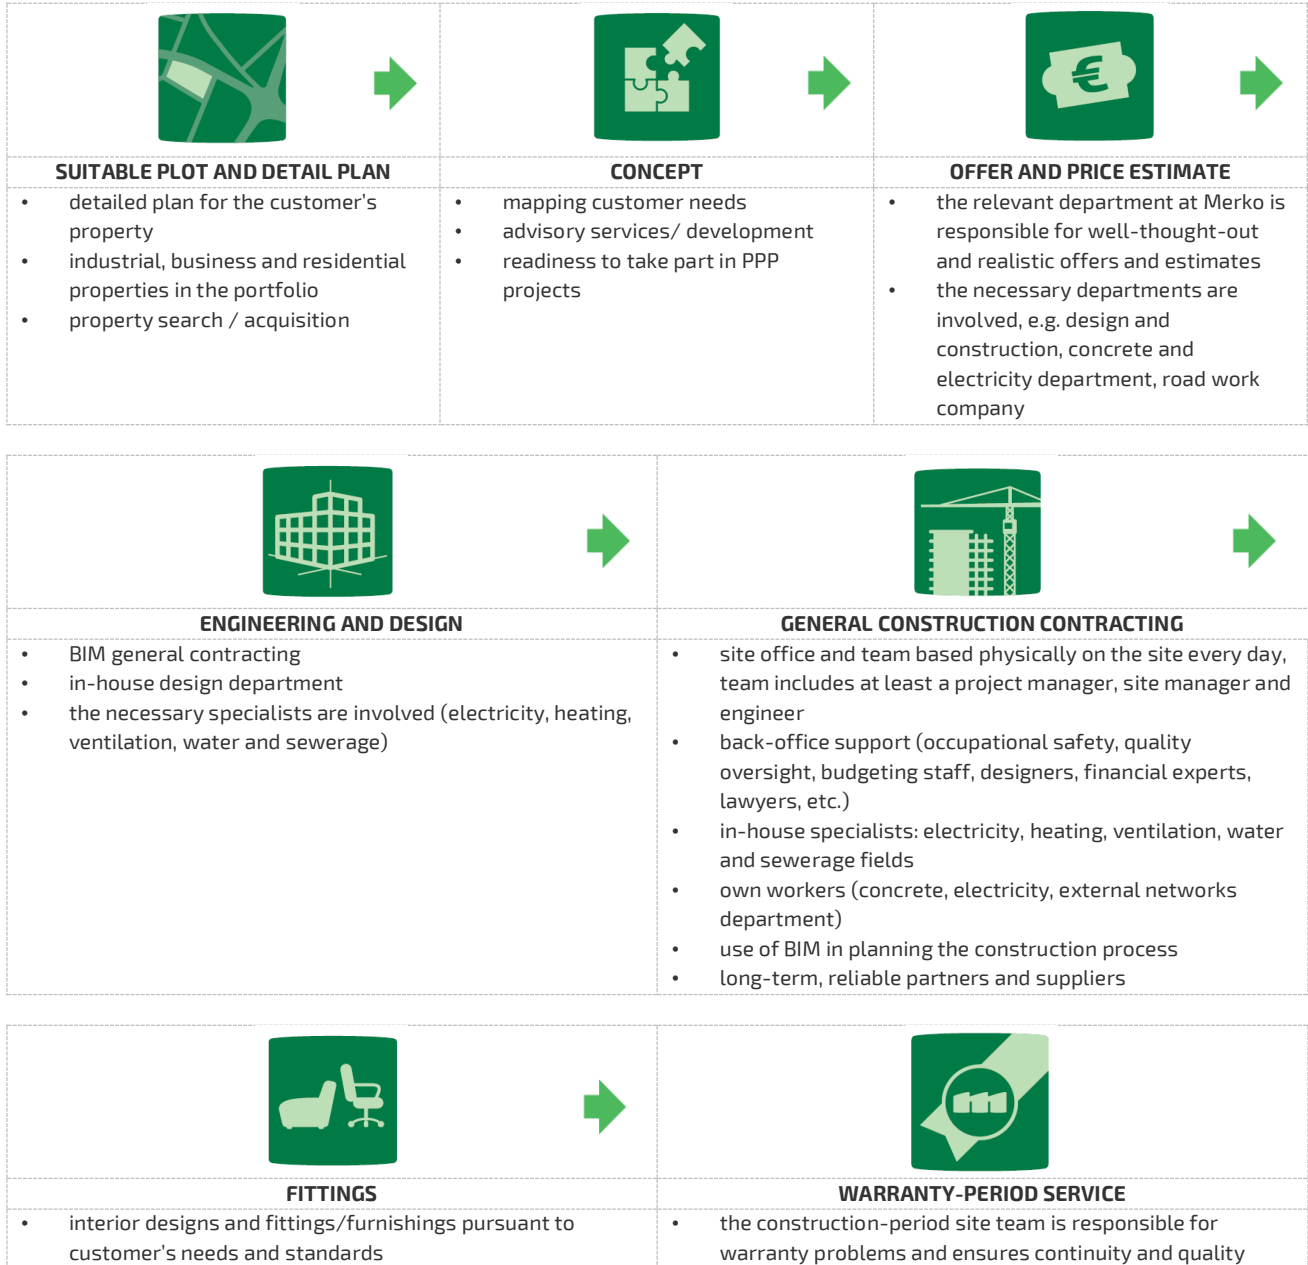 €
SUITABLE PLOT AND DETAIL PLAN
• detailed plan for the customer's
property
• industrial, business and residential
properties in the portfolio
• property search / acquisition
CONCEPT
• mapping customer needs
• advisory services/ development
• readiness to take part in PPP
projects
OFFER AND PRICE ESTIMATE
• the relevant department at Merko is
responsible for well-thought-out
and realistic offers and estimates
• the necessary departments are
involved, e.g. design and
construction, concrete and
electricity department, road work
company
ENGINEERING AND DESIGN
• BIM general contracting
• in-house design department
• the necessary specialists are involved (electricity, heating,
ventilation, water and sewerage)
GENERAL CONSTRUCTION CONTRACTING
• site office and team based physically on the site every day,
team includes at least a project manager, site manager and
engineer
• back-office support (occupational safety, quality
oversight, budgeting staff, designers, financial experts,
lawyers, etc.)
• in-house specialists: electricity, heating, ventilation, water
and sewerage fields
• own workers (concrete, electricity, external networks
department)
• use of BIM in planning the construction process
• long-term, reliable partners and suppliers
FITTINGS
• interior designs and fittings/furnishings pursuant to
customer's needs and standards
WARRANTY-PERIOD SERVICE
• the construction-period site team is responsible for
warranty problems and ensures continuity and quality